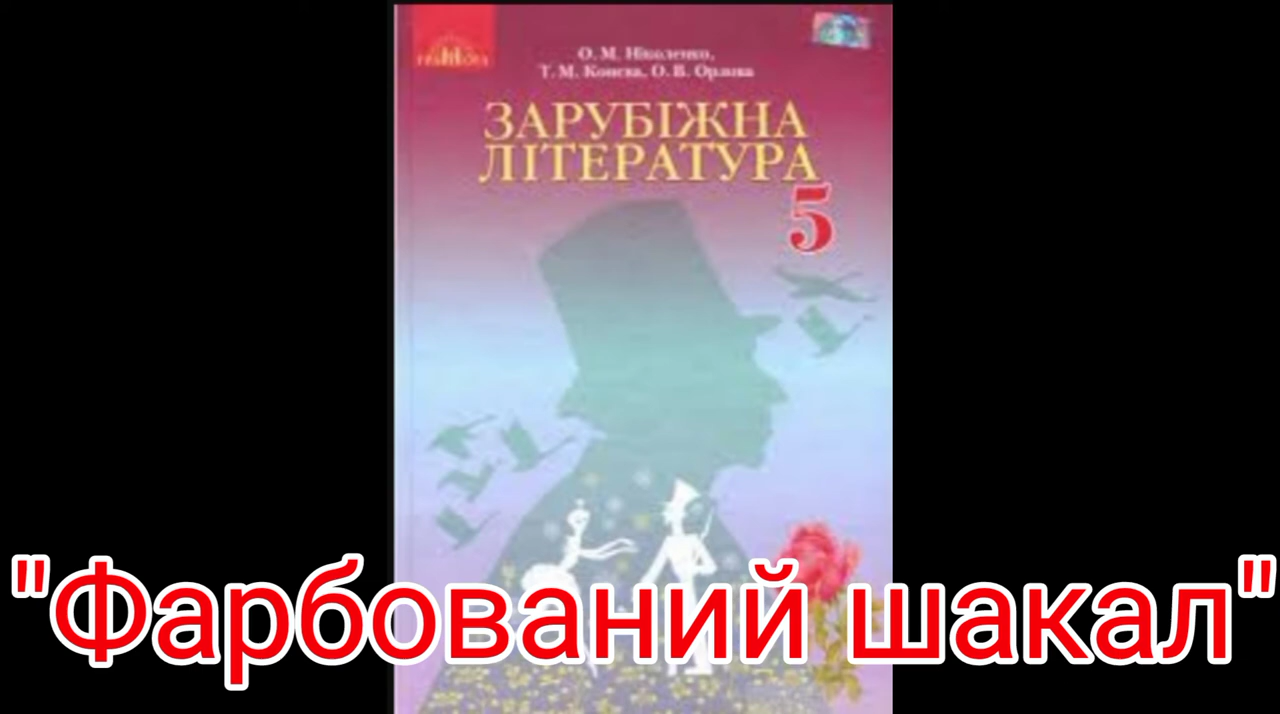 О. М. Ніколенко,
Т. М. Конєва, О. В. Орлова
ЗАРУБІЖНА
ЛІТЕРАТУРА
5
"Фарбований шакал"